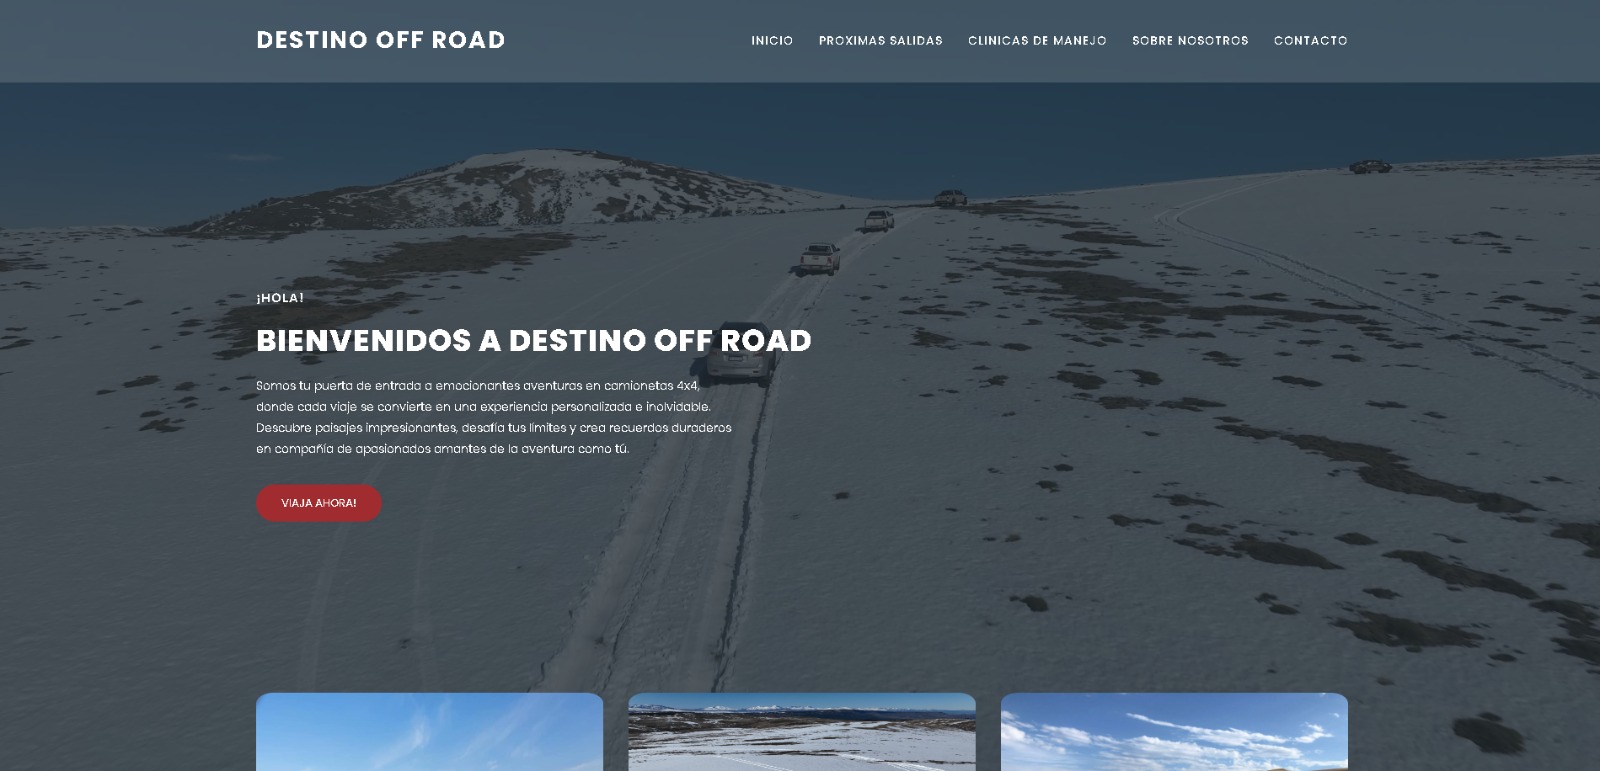 DESTINO OFF ROAD
INICIO PROXIMAS SALIDAS CLINICAS DE MANEJO SOBRE NOSOTROS CONTACTO
¡HOLA!
BIENVENIDOS A DESTINO OFF ROAD
Somos tu puerta de entrada a emocionantes aventuras en camionetas 4x4,
donde cada viaje se convierte en una experiencia personalizada e inolvidable.
Descubre paisajes impresionantes, desafía tus límites y crea recuerdos duraderos
en compañía de apasionados amantes de la aventura como tú.
VIAJA AHORA!